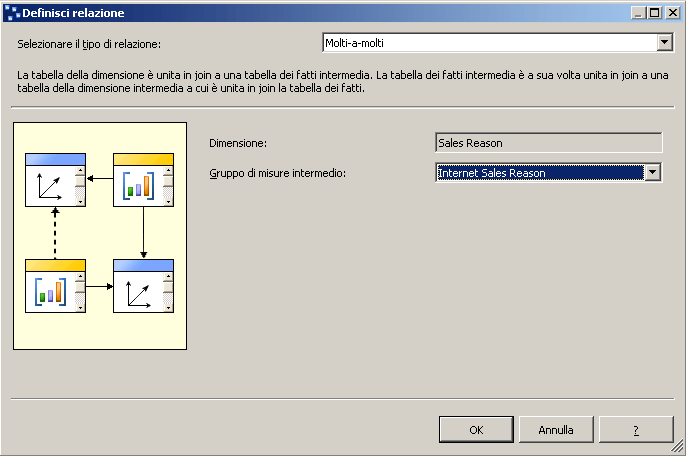 Definisci relazione
Selezionare il tipo di relazione: Molti-a-molti
La tabella della dimensione è unita in join a una tabella dei fatti intermedia. La tabella dei fatti intermedia è a sua volta unita in join a una
tabella della dimensione intermedia a cui è unita in join la tabella dei fatti.
Dimensione: Sales Reason
Gruppo di misure intermedio: Internet Sales Reason
OK Annulla ?